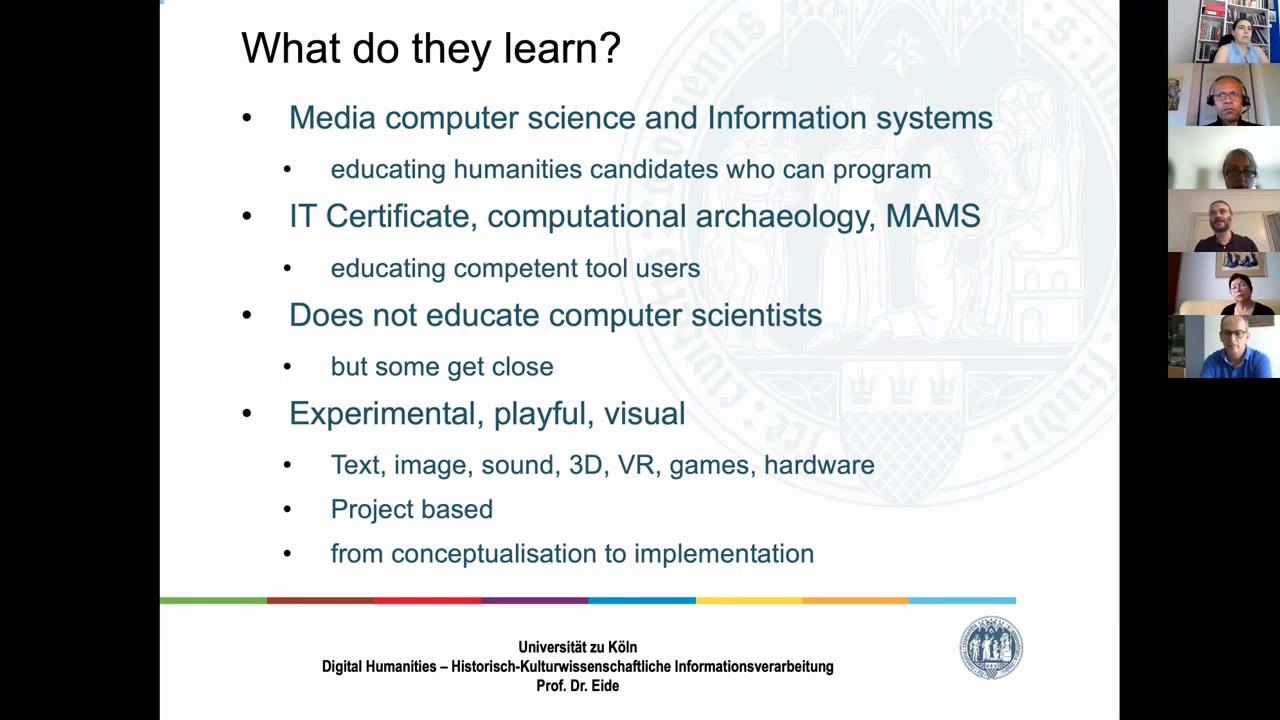 What do they learn?
• Media computer science and Information systems
• educating humanities candidates who can program
• IT Certificate, computational archaeology, MAMS
• educating competent tool users
• Does not educate computer scientists
• but some get close
• Experimental, playful, visual
• Text, image, sound, 3D, VR, games, hardware
• Project based
• from conceptualisation to implementation
Universität zu Köln
Digital Humanities – Historisch-Kulturwissenschaftliche Informationsverarbeitung
Prof. Dr. Eide